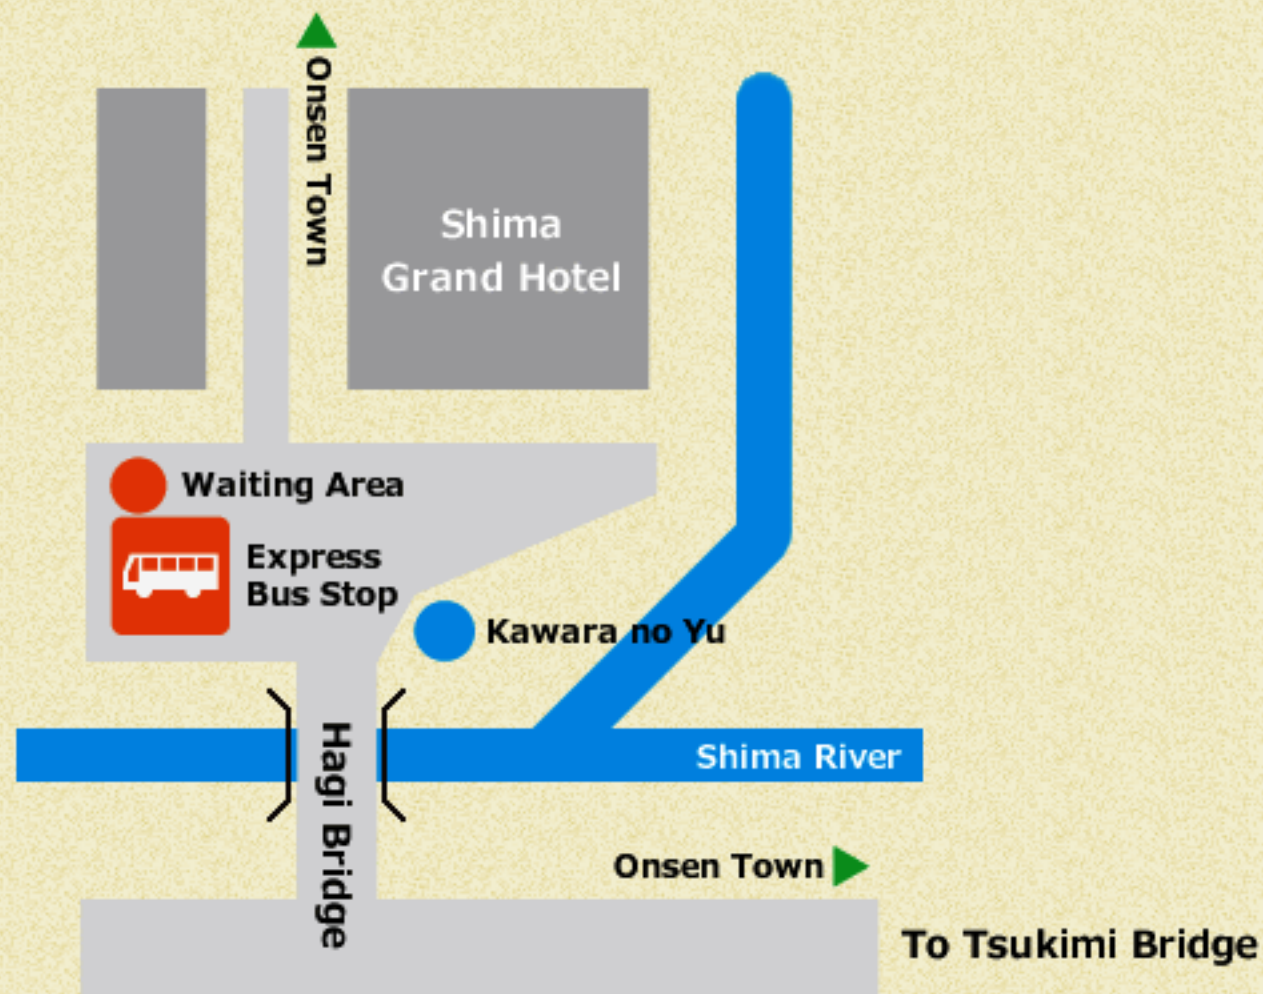 Onsen Town
Shima
Grand Hotel
Waiting Area
Express
Bus Stop
Kawara no Yu
Hagi Bridge
Shima River
Onsen Town
To Tsukimi Bridge